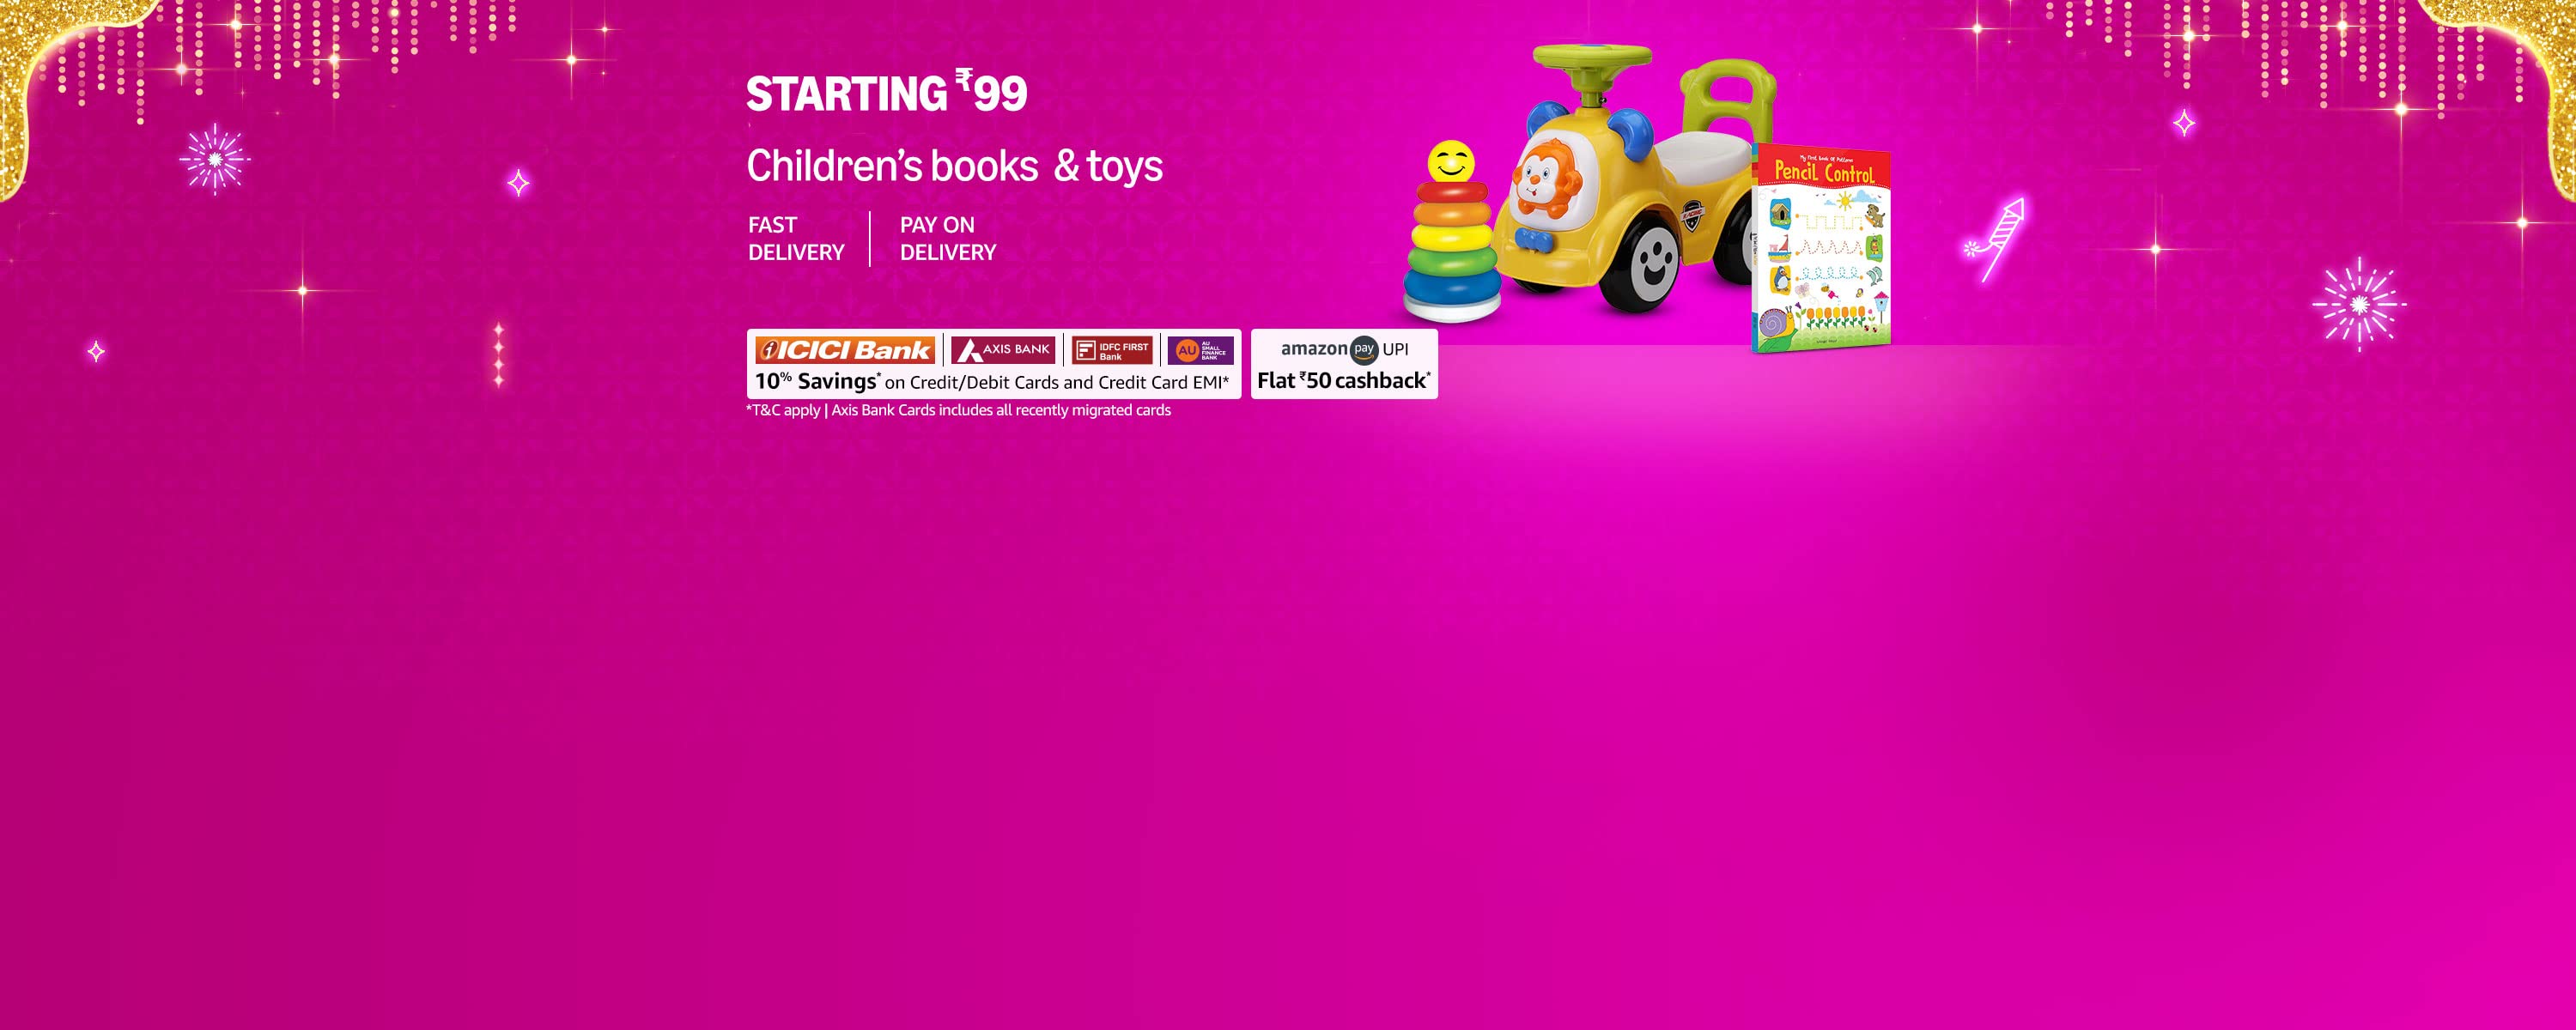 STARTING ₹99
Children's books & toys
FAST
DELIVERY
PAY ON
DELIVERY
ICICI Bank
AXIS BANK
IDFC FIRST
Bank
AU
AU
SMALL
FINANCE
BANK
10% Savings* on Credit/Debit Cards and Credit Card EMI*
amazon pay UPI
Flat ₹50 cashback*
*T&C apply | Axis Bank Cards includes all recently migrated cards
My First Book of Patterns
Pencil Control